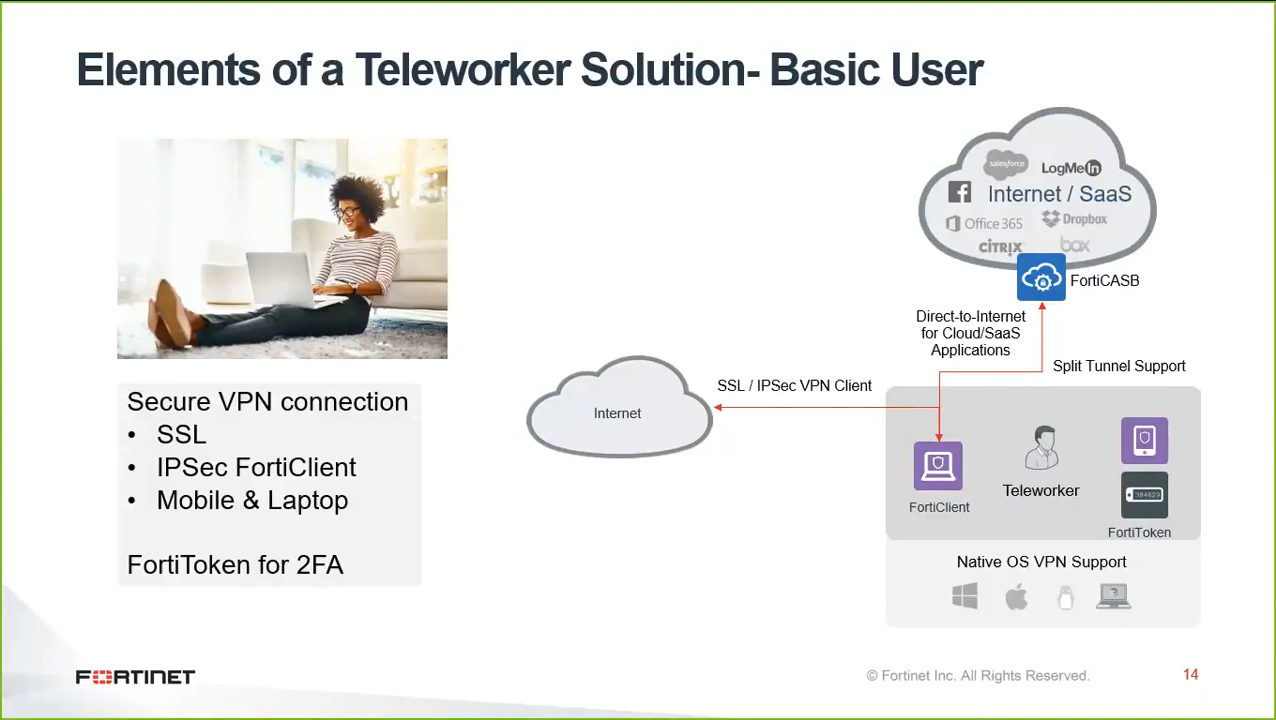 Elements of a Teleworker Solution- Basic User
Secure VPN connection
• SSL
• IPSec FortiClient
• Mobile & Laptop
FortiToken for 2FA
Internet
SSL / IPSec VPN Client
salesforce
LogMeIn
Internet / SaaS
Office 365
Dropbox
CITRIX
box
FortiCASB
Direct-to-Internet
for Cloud/SaaS
Applications
Split Tunnel Support
FortiClient
Teleworker
384629
FortiToken
Native OS VPN Support
FORTINET
© Fortinet Inc. All Rights Reserved.
14